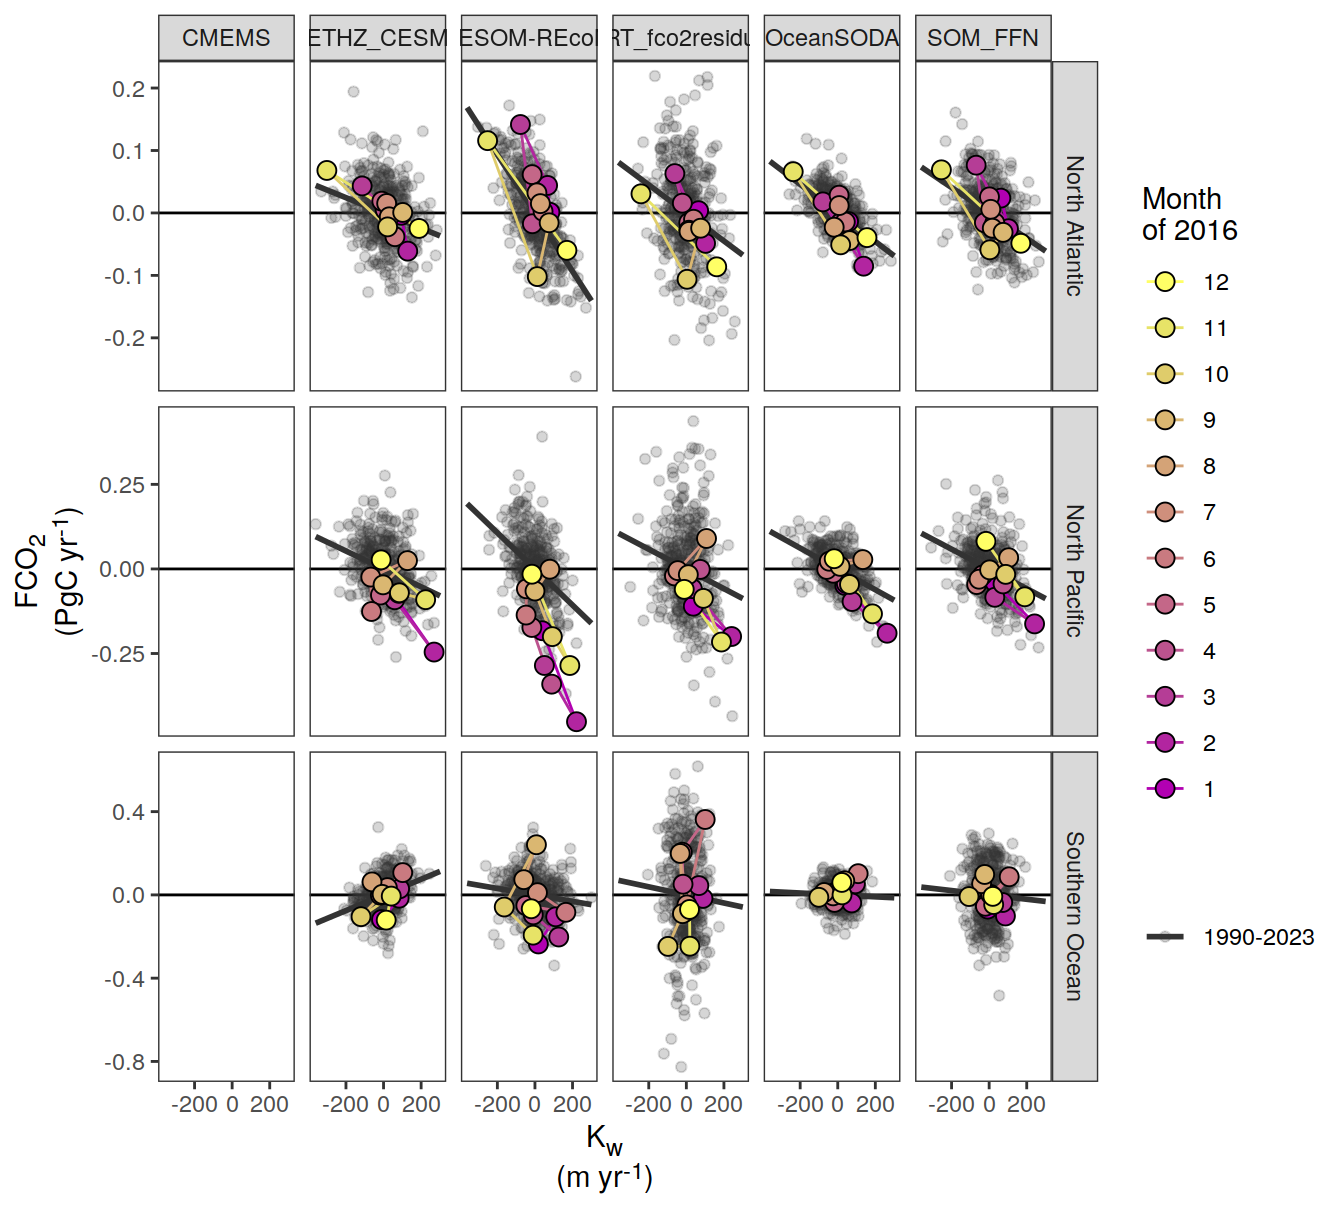 CMEMS ETHZ_CESM ESOM-REcoI RT_fco2residu OceanSODA SOM_FFN
0.2
0.1
0.0
-0.1
-0.2
North Atlantic
0.25
0.00
-0.25
North Pacific
0.4
0.0
-0.4
-0.8
Southern Ocean
FCO2
(PgC yr-1)
-200 0 200 -200 0 200 -200 0 200 -200 0 200 -200 0 200 -200 0 200
Kw
(m yr-1)
Month
of 2016
12
11
10
9
8
7
6
5
4
3
2
1
1990-2023